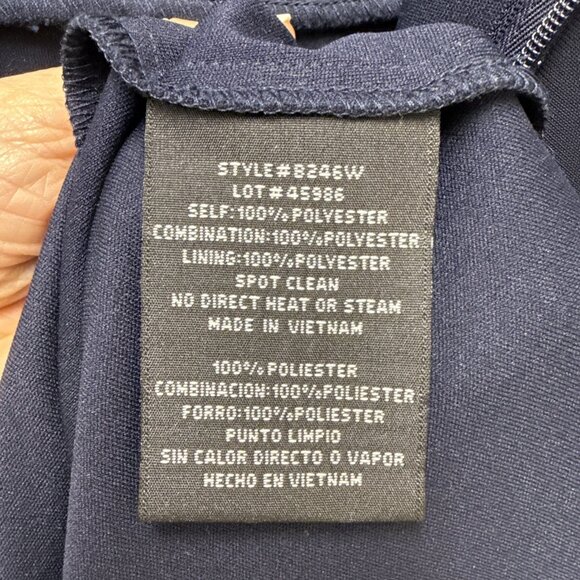 STYLE#8246W
LOT#45986
SELF:100%POLYESTER
COMBINATION:100%POLYESTER
LINING:100%POLYESTER
SPOT CLEAN
NO DIRECT HEAT OR STEAM
MADE IN VIETNAM
100%POLIESTER
COMBINACION:100%POLIESTER
FORRO:100%POLIESTER
PUNTO LIMPIO
SIN CALOR DIRECTO O VAPOR
HECHO EN VIETNAM